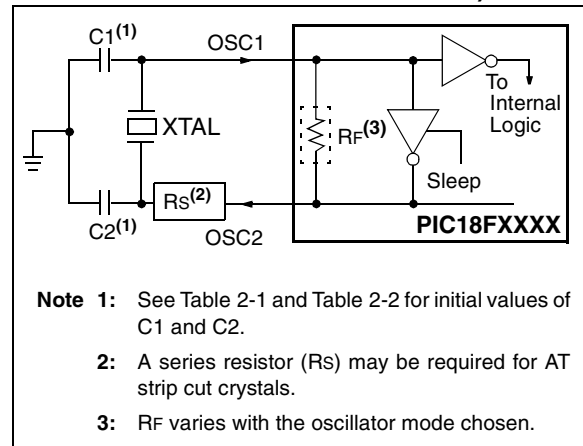 C1(1)
OSC1
To
Internal
Logic
XTAL
RF(3)
Sleep
RS(2)
C2(1)
OSC2
PIC18FXXXX
Note 1: See Table 2-1 and Table 2-2 for initial values of
C1 and C2.
2: A series resistor (RS) may be required for AT
strip cut crystals.
3: RF varies with the oscillator mode chosen.